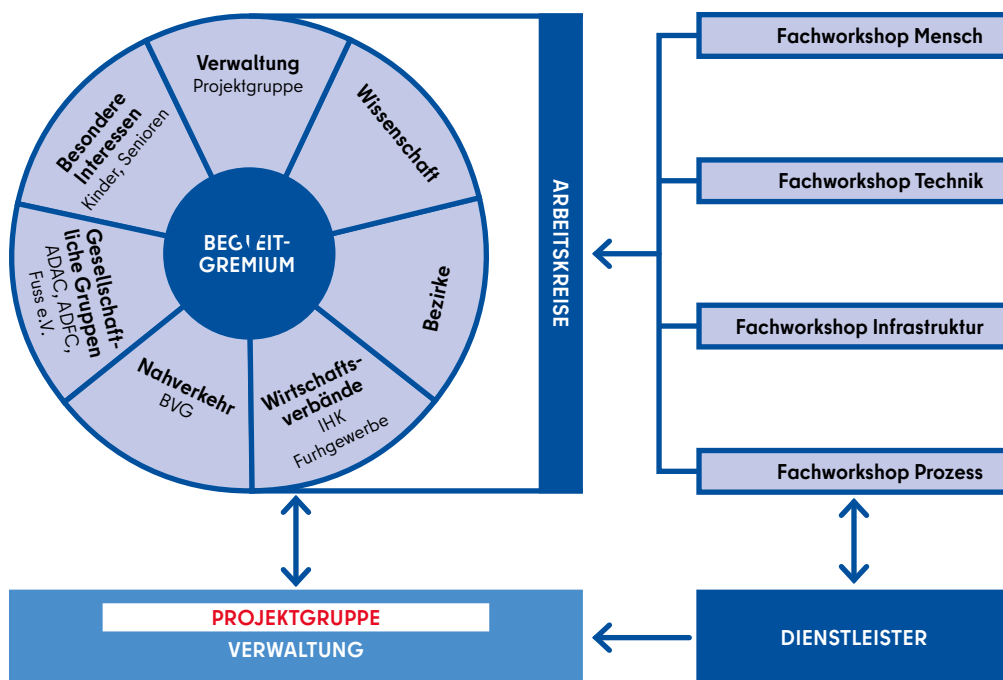 Verwaltung
Projektgruppe
Wissenschaft
Bezirke
Wirtschafts-
verbände
IHK
Furhgewerbe
Nahverkehr
BVG
Gesellschaft-
liche Gruppen
ADAC, ADFC,
Fuss e.V.
Besondere
Interessen
Kinder, Senioren
BEGLEIT-
GREMIUM
ARBEITSKREISE
Fachworkshop Mensch
Fachworkshop Technik
Fachworkshop Infrastruktur
Fachworkshop Prozess
PROJEKTGRUPPE
VERWALTUNG
DIENSTLEISTER